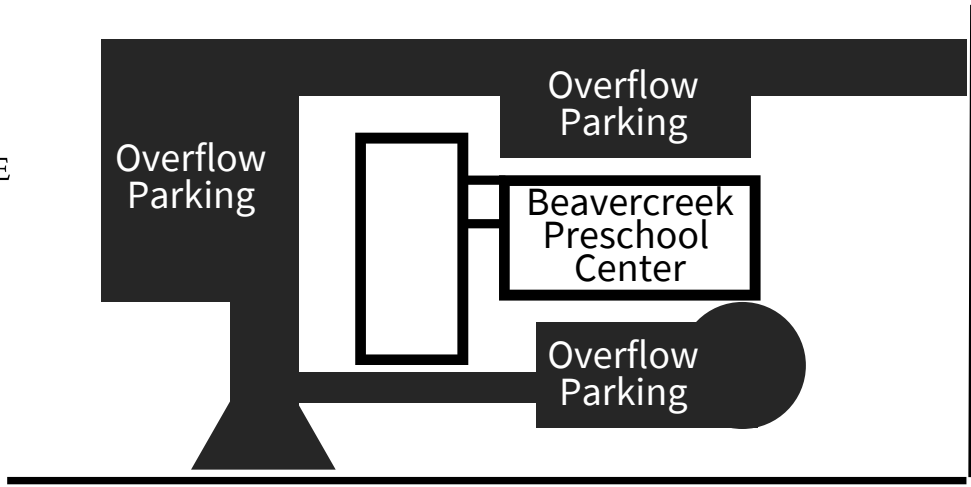 Overflow
Parking
E
Overflow
Parking
Beavercreek
Preschool
Center
Overflow
Parking